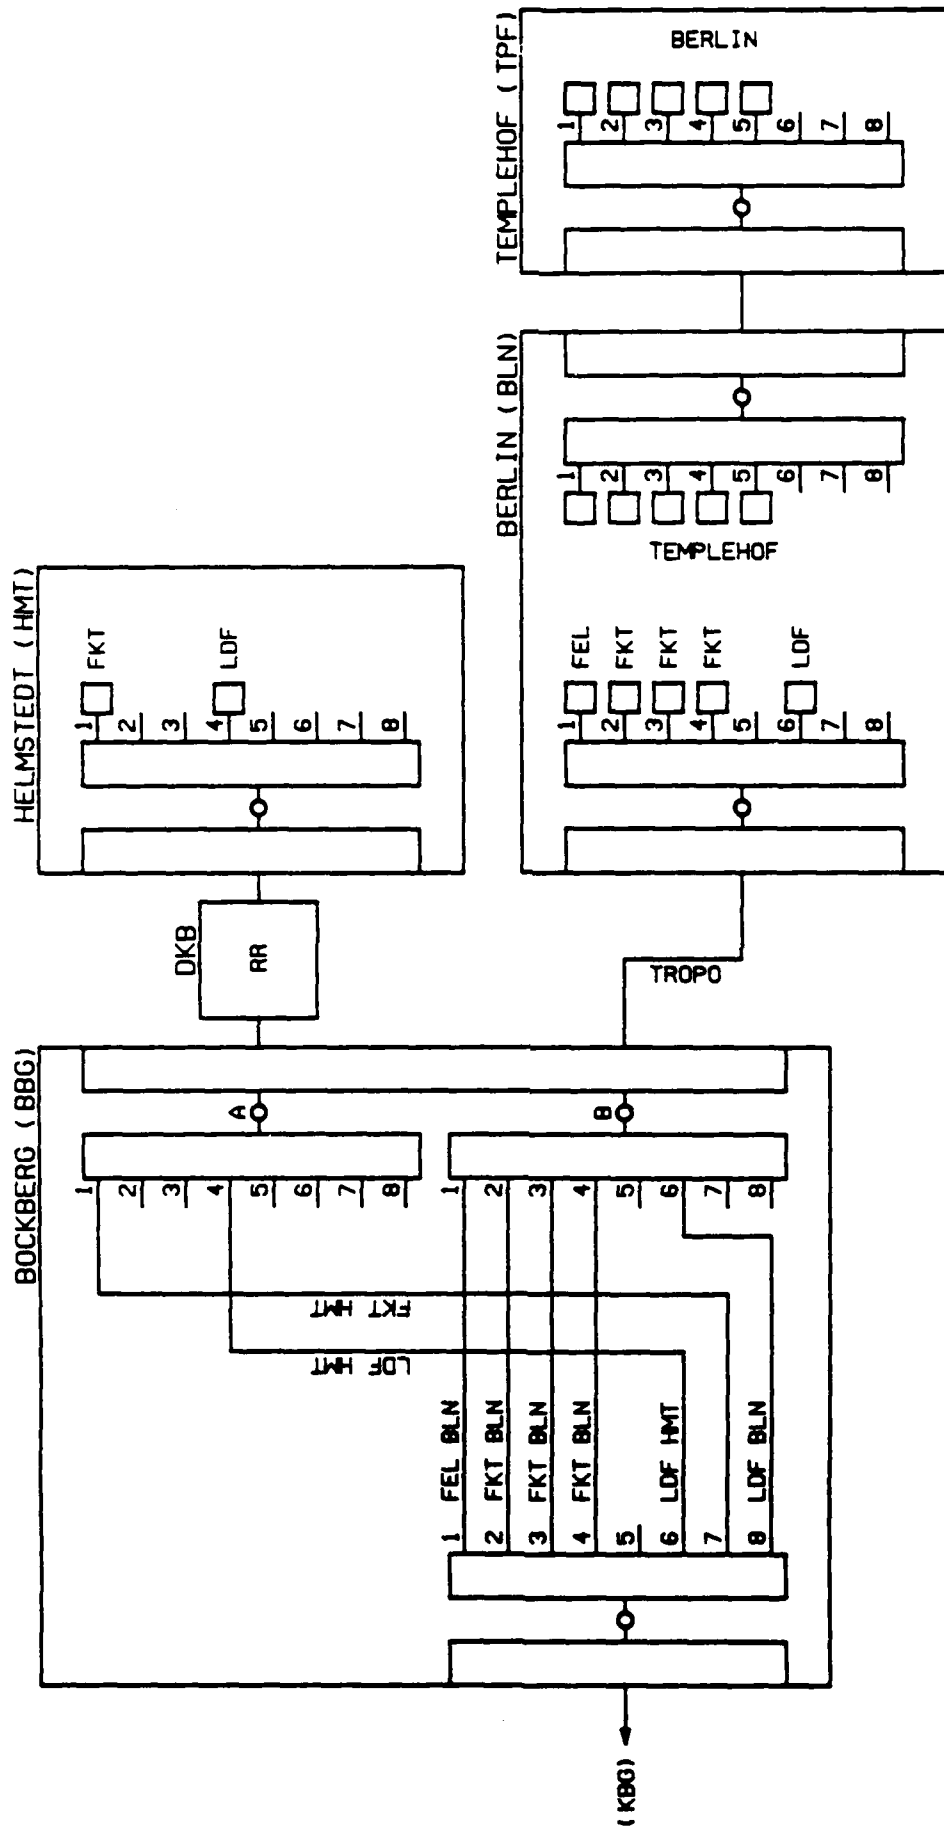 BOCKBERG (BBG)
(KBG)
1 FEL BLN
2 FKT BLN
3 FKT BLN
4 FKT BLN
5
6 LDF HMT
7
8 LDF BLN
LDF HMT
FKT HMT
1
2
3
4
5
6
7
8
A
1
2
3
4
5
6
7
8
B
DKB
RR
TROPO
HELMSTEDT (HMT)
1 FKT
2
3
4 LDF
5
6
7
8
BERLIN (BLN)
1 FEL
2 FKT
3 FKT
4 FKT
5
6 LDF
7
8
TEMPLEHOF
1
2
3
4
5
6
7
8
TEMPLEHOF (TPF)
1
2
3
4
5
6
7
8
BERLIN